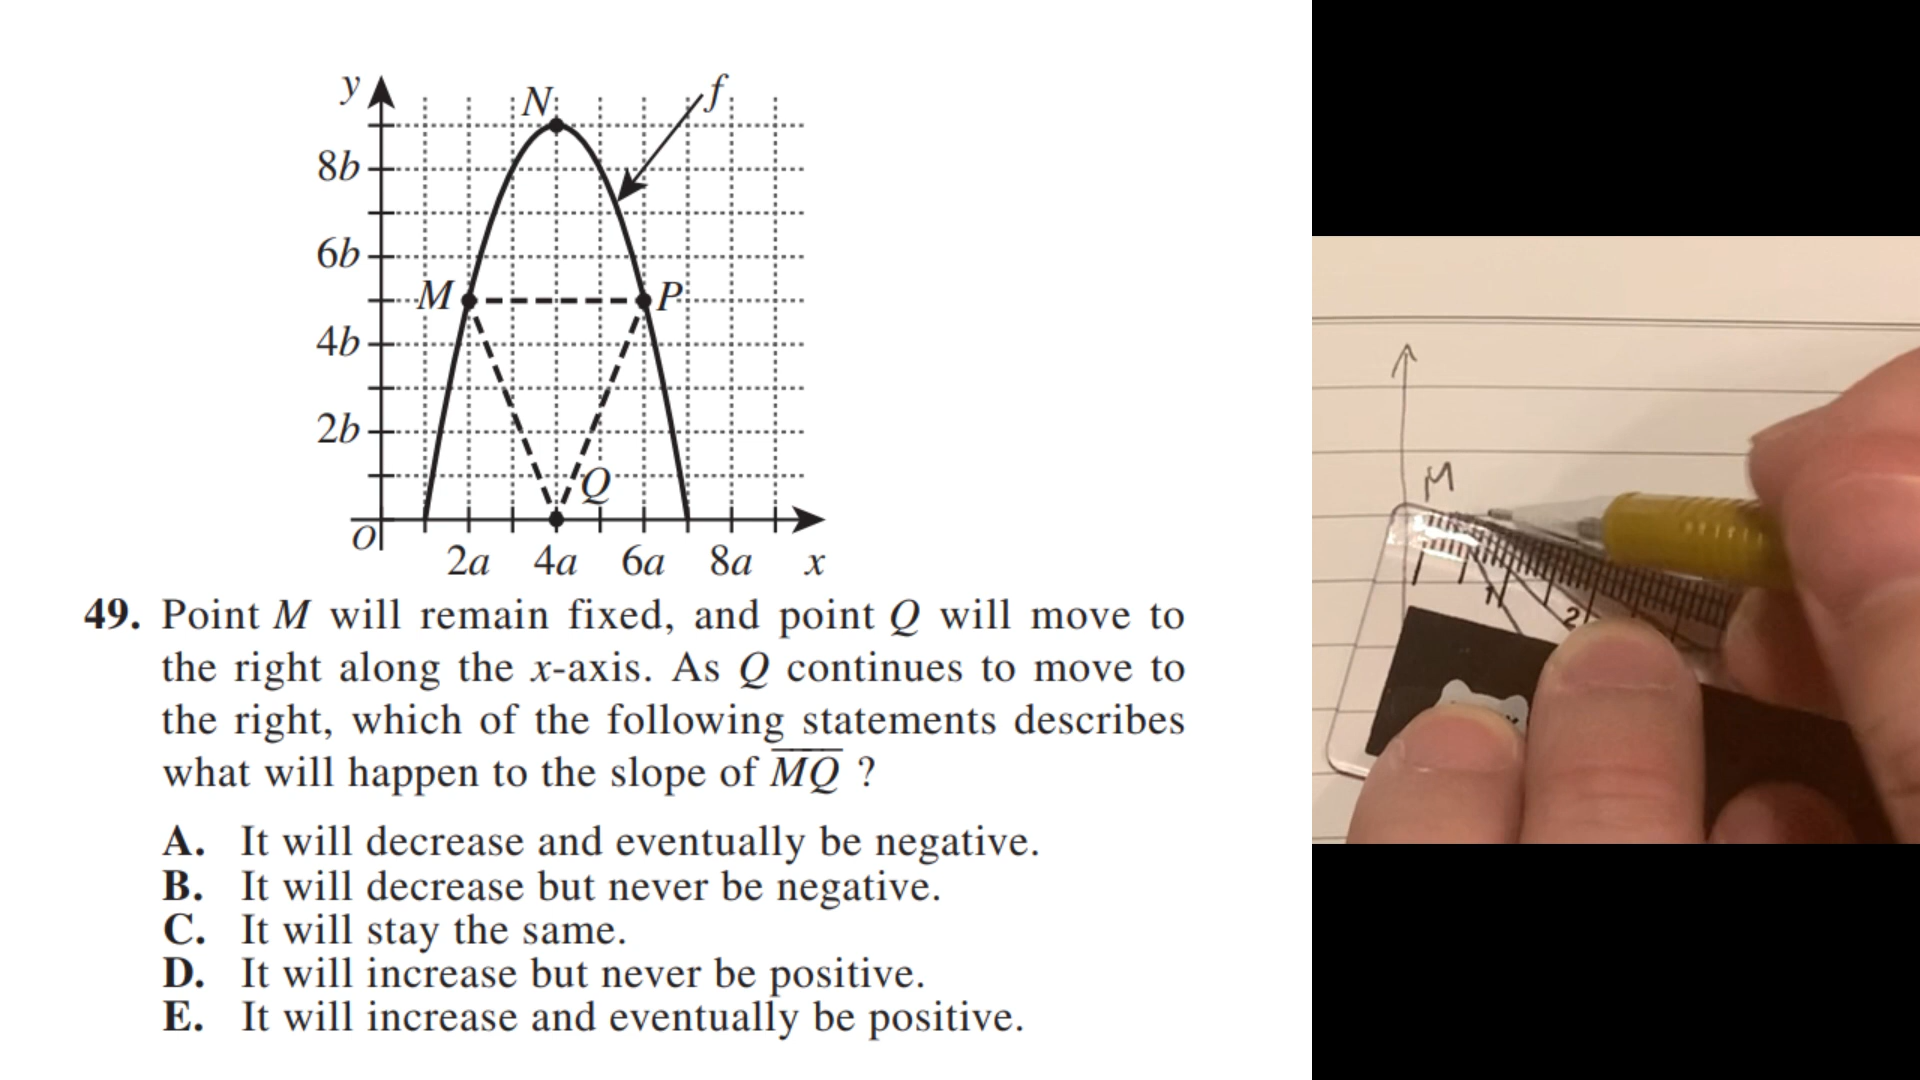 y
N
f
8b
6b
M
P
4b
2b
Q
O
2a 4a 6a 8a x
49. Point M will remain fixed, and point Q will move to
the right along the x-axis. As Q continues to move to
the right, which of the following statements describes
what will happen to the slope of M̅Q̅ ?
A. It will decrease and eventually be negative.
B. It will decrease but never be negative.
C. It will stay the same.
D. It will increase but never be positive.
E. It will increase and eventually be positive.
M
1
2